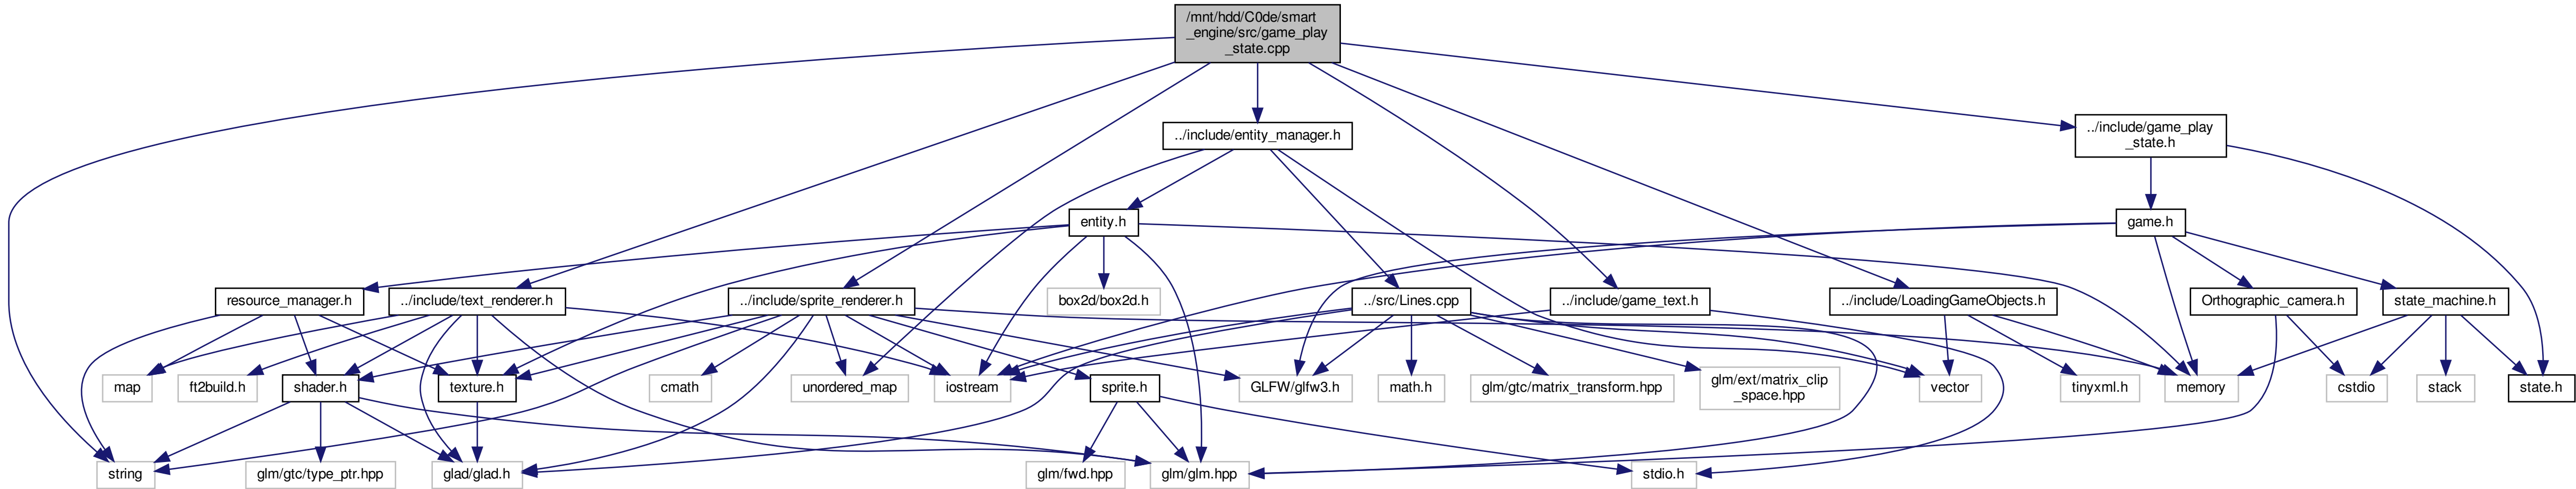 /mnt/hdd/C0de/smart
_engine/src/game_play
_state.cpp
../include/entity_manager.h
../include/game_play
_state.h
entity.h
game.h
resource_manager.h
../include/text_renderer.h
../include/sprite_renderer.h
box2d/box2d.h
../src/Lines.cpp
../include/game_text.h
../include/LoadingGameObjects.h
Orthographic_camera.h
state_machine.h
map
ft2build.h
shader.h
texture.h
cmath
unordered_map
iostream
sprite.h
GLFW/glfw3.h
math.h
glm/gtc/matrix_transform.hpp
glm/ext/matrix_clip
_space.hpp
vector
tinyxml.h
memory
cstdio
stack
state.h
string
glm/gtc/type_ptr.hpp
glad/glad.h
glm/fwd.hpp
glm/glm.hpp
stdio.h